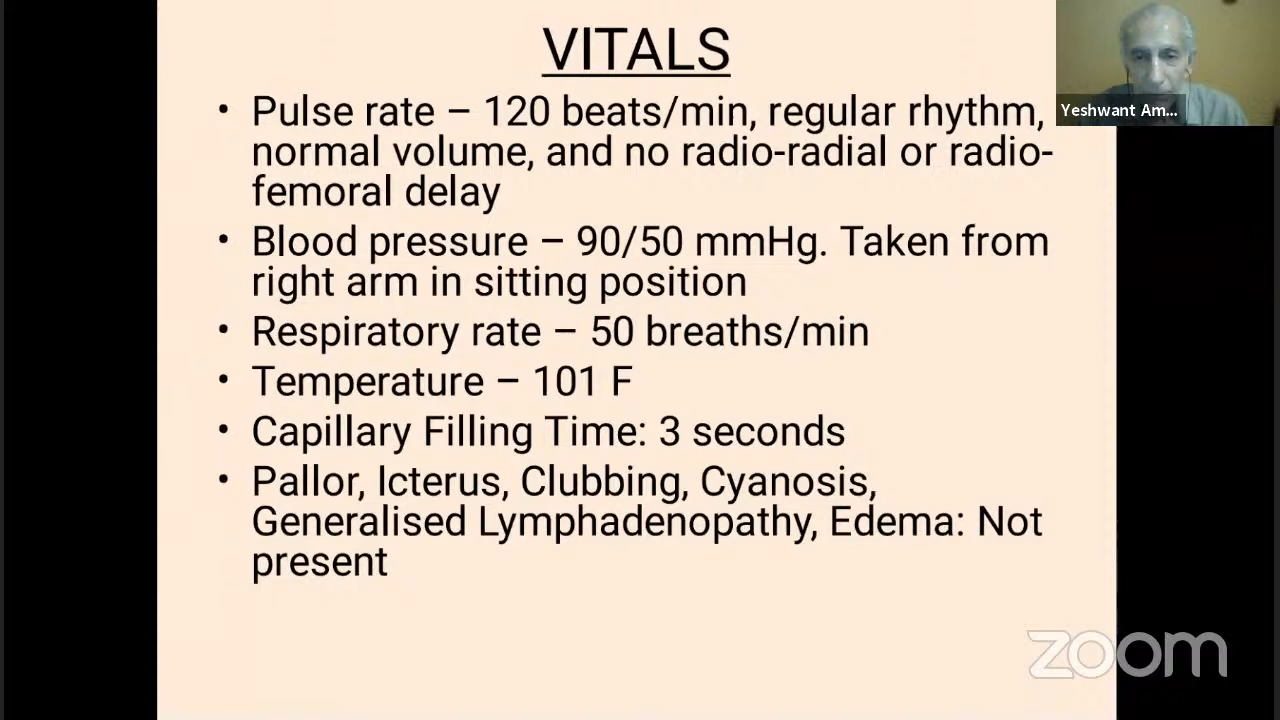 VITALS
• Pulse rate – 120 beats/min, regular rhythm,
normal volume, and no radio-radial or radio-
femoral delay
• Blood pressure – 90/50 mmHg. Taken from
right arm in sitting position
• Respiratory rate – 50 breaths/min
• Temperature – 101 F
• Capillary Filling Time: 3 seconds
• Pallor, Icterus, Clubbing, Cyanosis,
Generalised Lymphadenopathy, Edema: Not
present
Yeshwant Am...
zoom